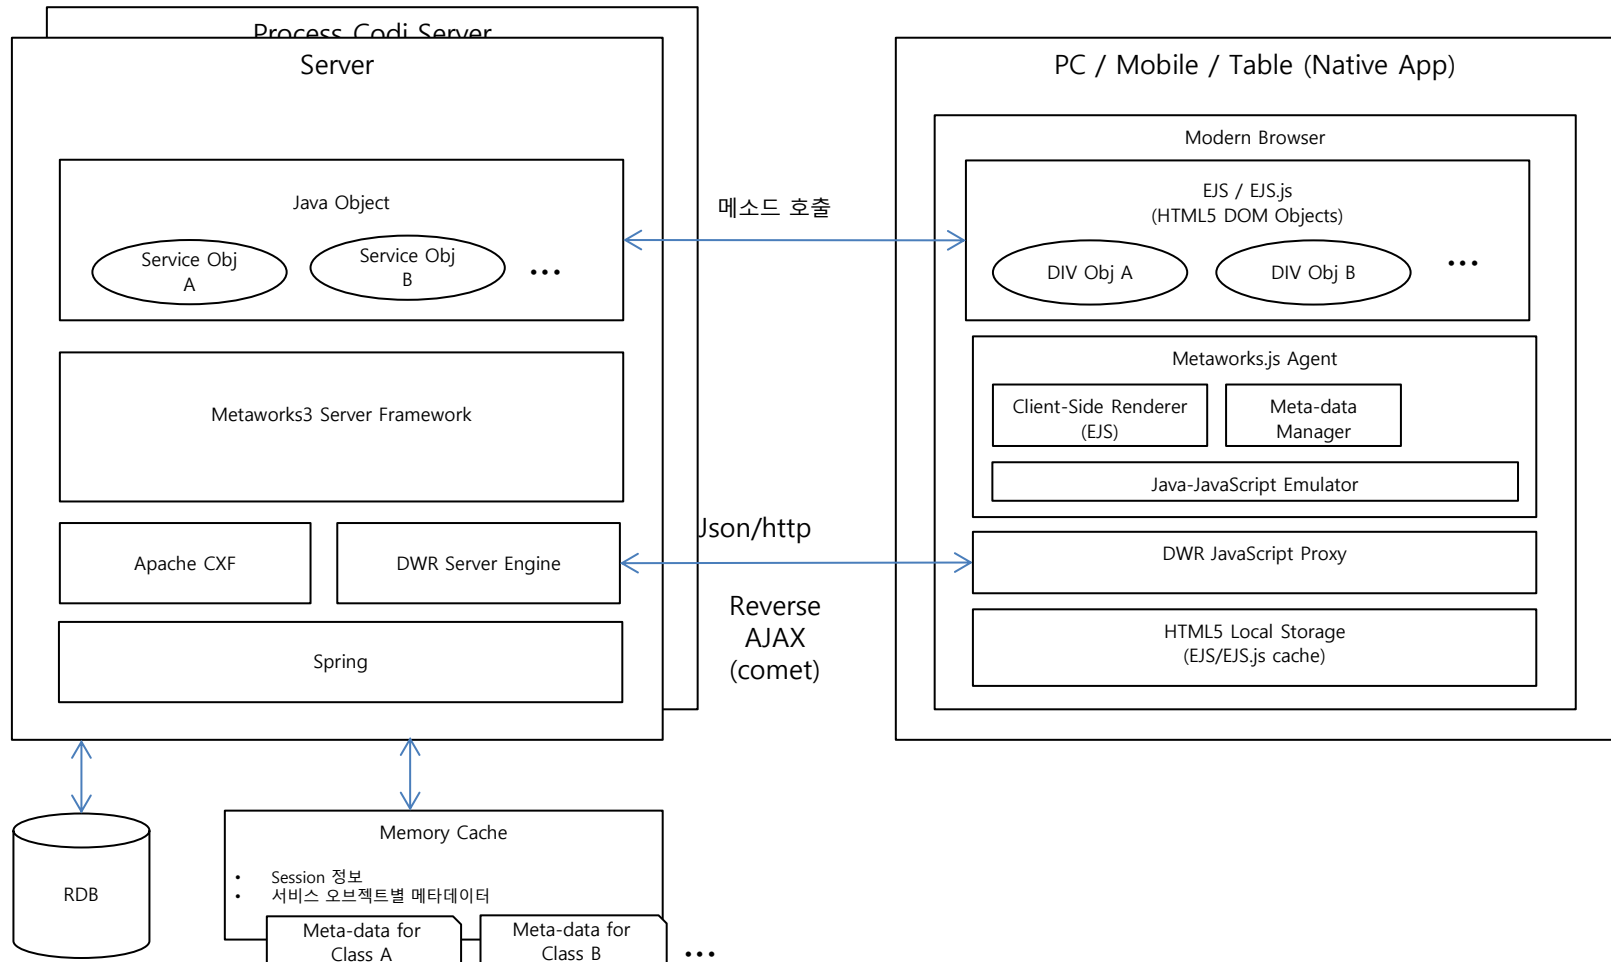 Process Codi Server
Server
Java Object
Service Obj
A
Service Obj
B
...
Metaworks3 Server Framework
Apache CXF
DWR Server Engine
Spring
메소드 호출
Json/http
Reverse
AJAX
(comet)
PC / Mobile / Table (Native App)
Modern Browser
EJS / EJS.js
(HTML5 DOM Objects)
DIV Obj A
DIV Obj B
...
Metaworks.js Agent
Client-Side Renderer
(EJS)
Meta-data
Manager
Java-JavaScript Emulator
DWR JavaScript Proxy
HTML5 Local Storage
(EJS/EJS.js cache)
RDB
Memory Cache
• Session 정보
• 서비스 오브젝트별 메타데이터
Meta-data for
Class A
Meta-data for
Class B
...